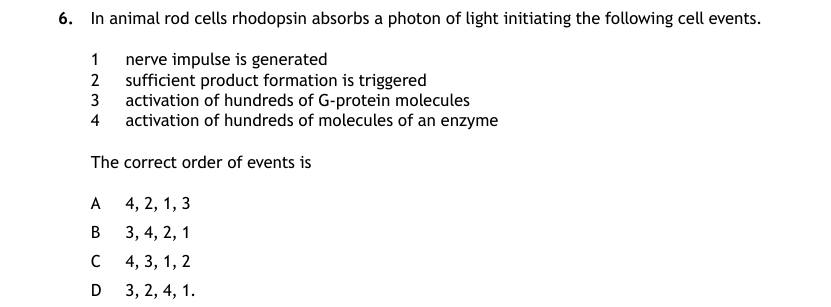 6. In animal rod cells rhodopsin absorbs a photon of light initiating the following cell events.
1 nerve impulse is generated
2 sufficient product formation is triggered
3 activation of hundreds of G-protein molecules
4 activation of hundreds of molecules of an enzyme
The correct order of events is
A 4, 2, 1, 3
B 3, 4, 2, 1
C 4, 3, 1, 2
D 3, 2, 4, 1.